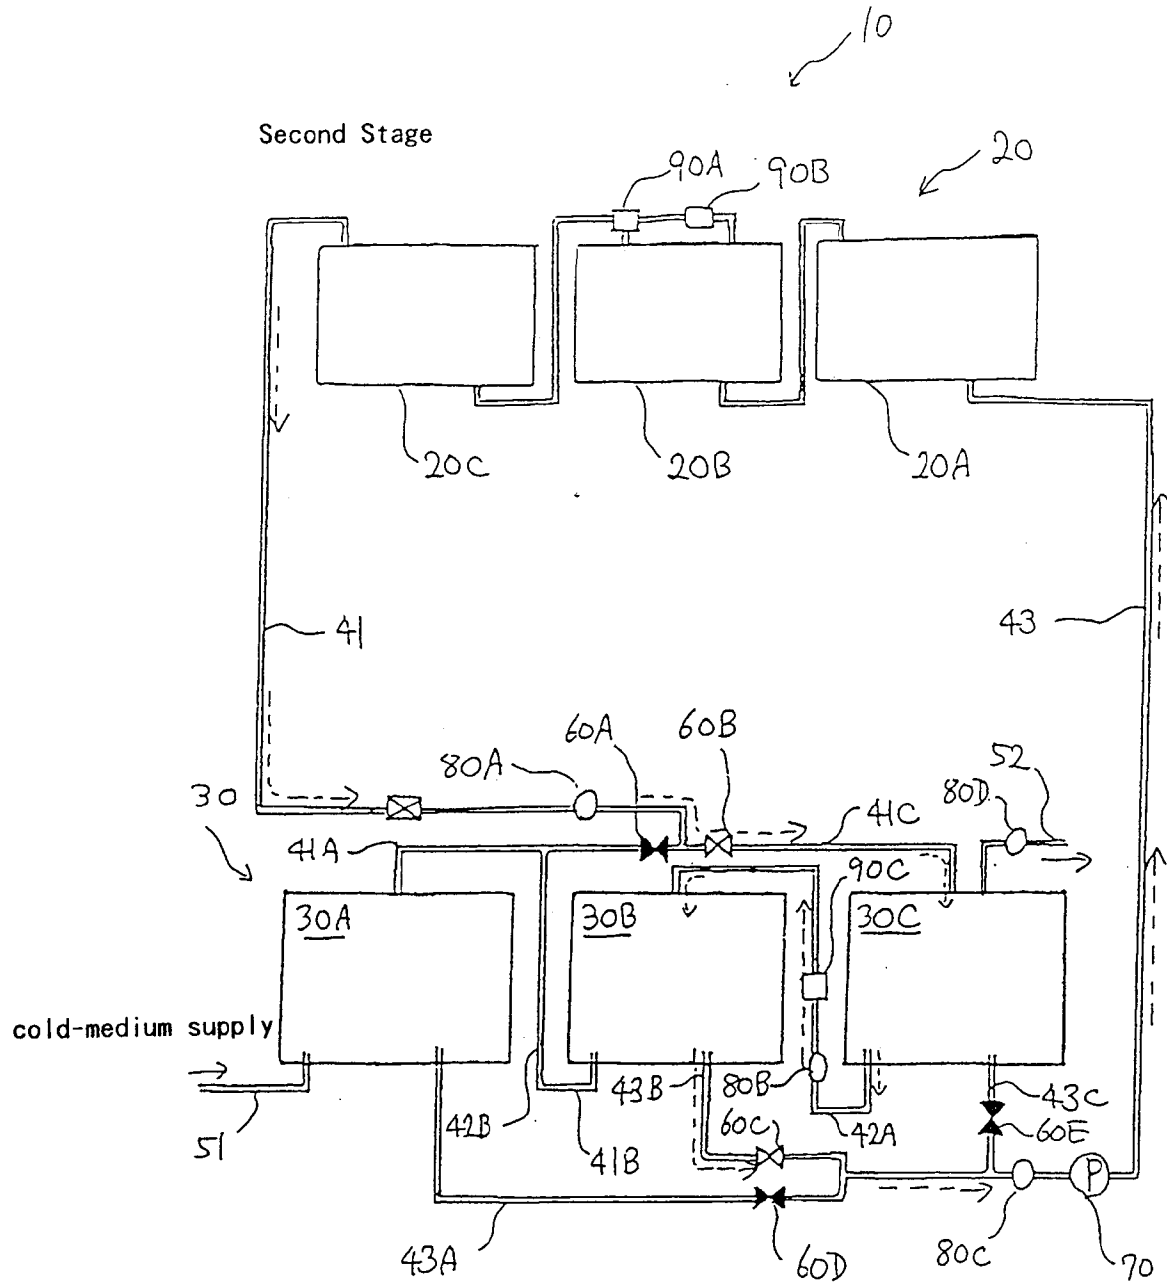 10
Second Stage
90A
90B
20
20C
20B
20A
41
43
60A
60B
80A
52
80D
30
41A
41C
90C
30A
30B
30C
cold-medium supply
51
42B
41B
43B
80B
60C
42A
43C
60E
P
43A
60D
80C
70